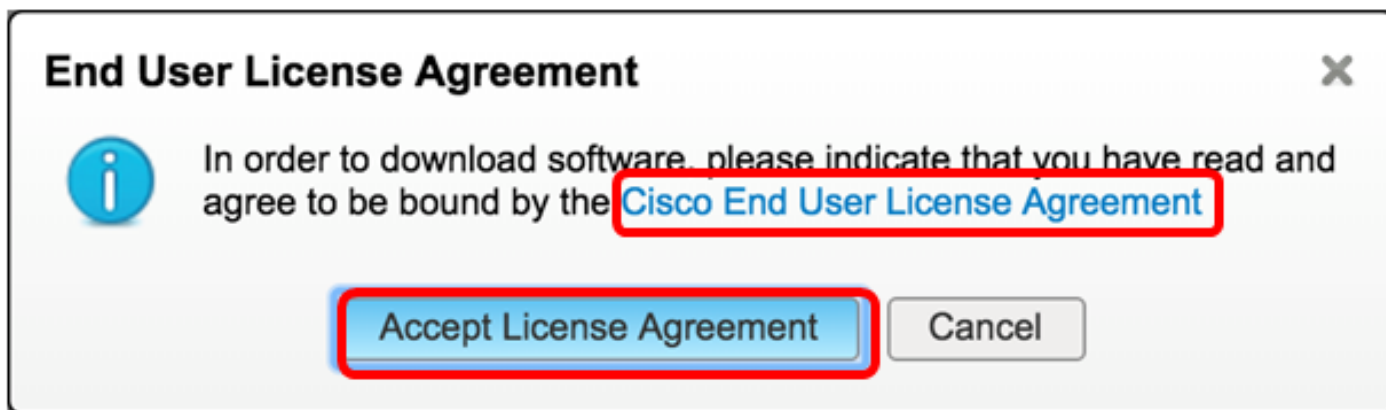 End User License Agreement
In order to download software, please indicate that you have read and
agree to be bound by the Cisco End User License Agreement
Accept License Agreement
Cancel